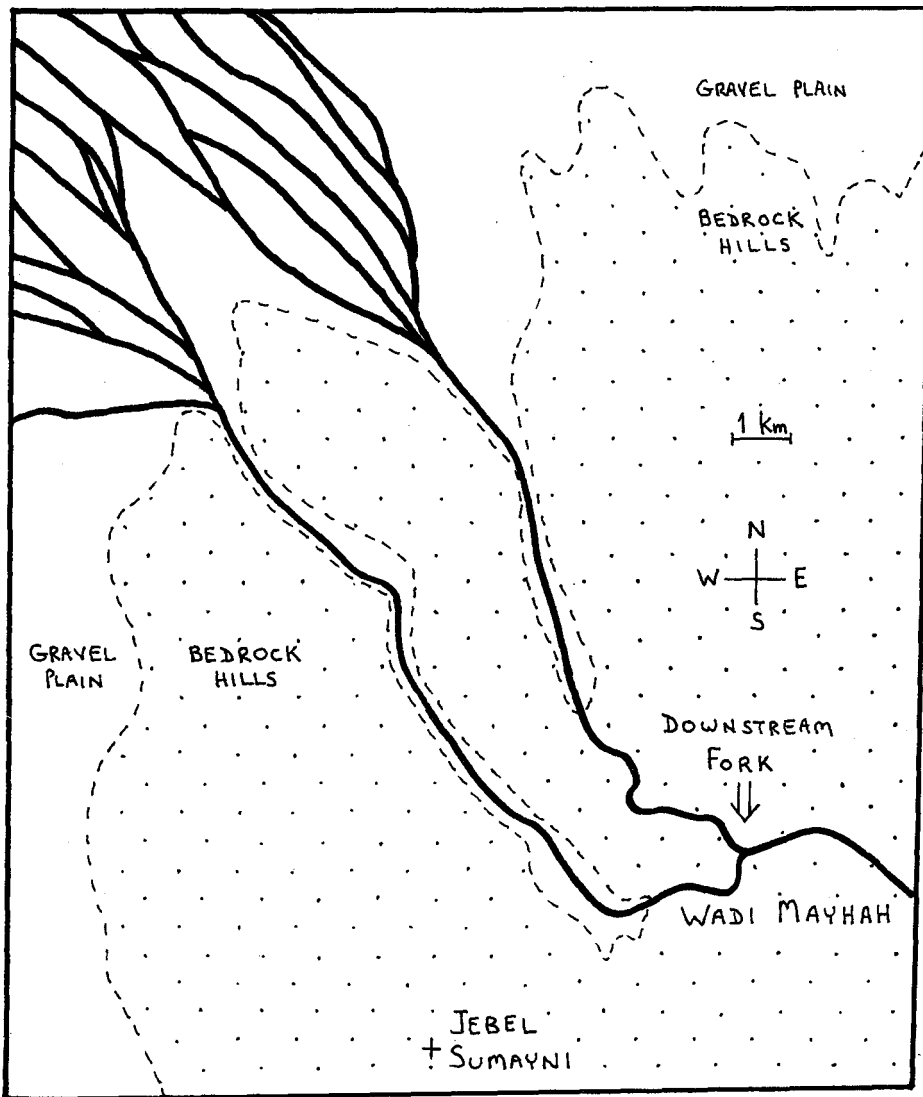 GRAVEL PLAIN
BEDROCK
HILLS
1 Km
N
W E
S
GRAVEL
PLAIN
BEDROCK
HILLS
DOWNSTREAM
FORK
WADI MAYHAH
JEBEL
SUMAYNI